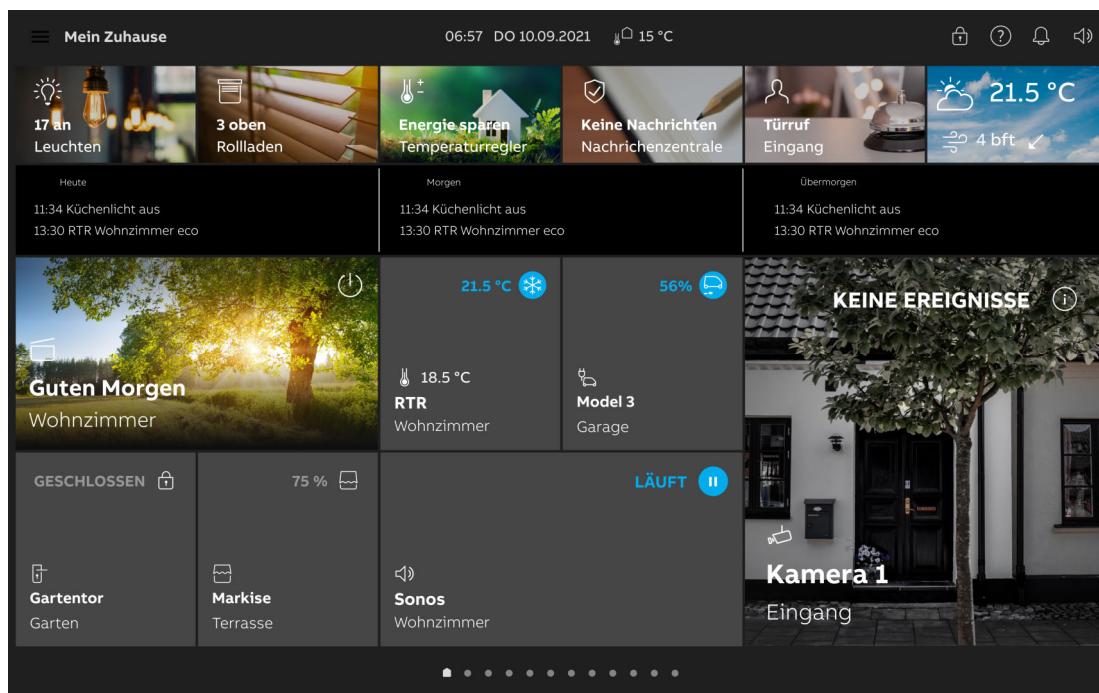 Mein Zuhause
06:57 DO 10.09.2021 15 °C
17 an
Leuchten
3 oben
Rollladen
Energie sparen
Temperaturregler
Keine Nachrichten
Nachrichenzentrale
Türruf
Eingang
21.5 °C
4 bft
Heute
11:34 Küchenlicht aus
13:30 RTR Wohnzimmer eco
Morgen
11:34 Küchenlicht aus
13:30 RTR Wohnzimmer eco
Übermorgen
11:34 Küchenlicht aus
13:30 RTR Wohnzimmer eco
Guten Morgen
Wohnzimmer
21.5 °C
18.5 °C
RTR
Wohnzimmer
56%
Model 3
Garage
KEINE EREIGNISSE
Kamera 1
Eingang
GESCHLOSSEN
Gartentor
Garten
75 %
Markise
Terrasse
LÄUFT
Sonos
Wohnzimmer